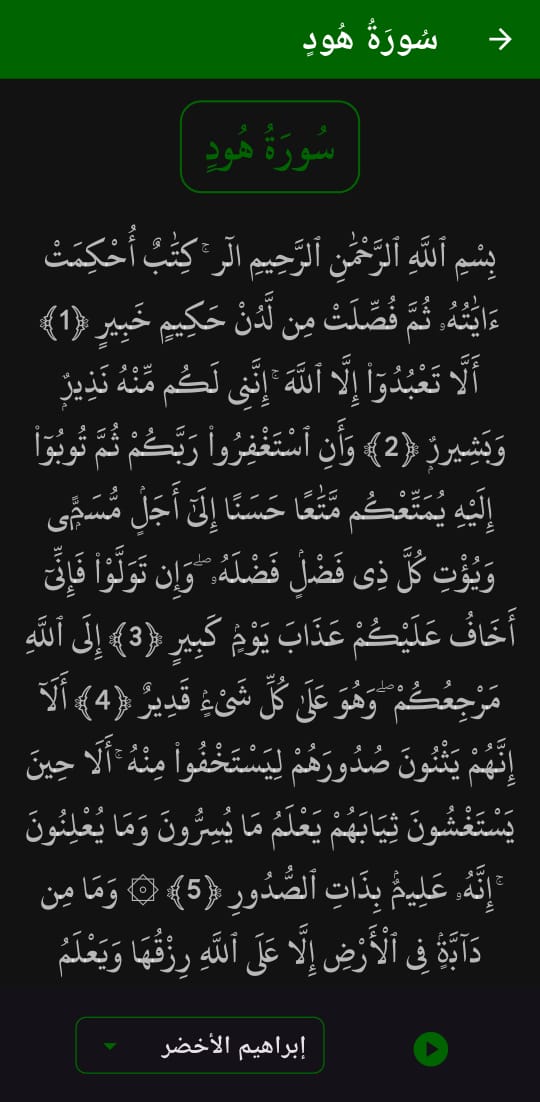 سُورَةُ هُودٍ
سُورَةُ هُودٍ
بِسْمِ ٱللَّهِ ٱلرَّحْمَٰنِ ٱلرَّحِيمِ الٓر ۚ كِتَٰبٌ أُحْكِمَتْ
ءَايَٰتُهُۥ ثُمَّ فُصِّلَتْ مِن لَّدُنْ حَكِيمٍ خَبِيرٍ ﴿1﴾
أَلَّا تَعْبُدُوٓا۟ إِلَّا ٱللَّهَ ۚ إِنَّنِى لَكُم مِّنْهُ نَذِيرٌۭ
وَبَشِيررٌۭ ﴿2﴾ وَأَنِ ٱسْتَغْفِرُوا۟ رَبَّكُمْ ثُمَّ تُوبُوٓا۟
إِلَيْهِ يُمَتِّعْكُم مَّتَٰعًا حَسَنًا إِلَىٰٓ أَجَلٍۢ مُّسَمًّۭى
وَيُؤْتِ كُلَّ ذِى فَضْلٍۢ فَضْلَهُۥ ۖ وَإِن تَوَلَّوْا۟ فَإِنِّىٓ
أَخَافُ عَلَيْكُمْ عَذَابَ يَوْمٍۢ كَبِيرٍ ﴿3﴾ إِلَى ٱللَّهِ
مَرْجِعُكُمْ ۖ وَهُوَ عَلَىٰ كُلِّ شَىْءٍۢ قَدِيرٌ ﴿4﴾ أَلَآ
إِنَّهُمْ يَثْنُونَ صُدُورَهُمْ لِيَسْتَخْفُوا۟ مِنْهُ ۚ أَلَا حِينَ
يَسْتَغْشُونَ ثِيَابَهُمْ يَعْلَمُ مَا يُسِرُّونَ وَمَا يُعْلِنُونَ
ۚ إِنَّهُۥ عَلِيمٌۢ بِذَاتِ ٱلصُّدُورِ ﴿5﴾ ۞ وَمَا مِن
دَآبَّةٍۢ فِى ٱلْأَرْضِ إِلَّا عَلَى ٱللَّهِ رِزْقُهَا وَيَعْلَمُ
إبراهيم الأخضر